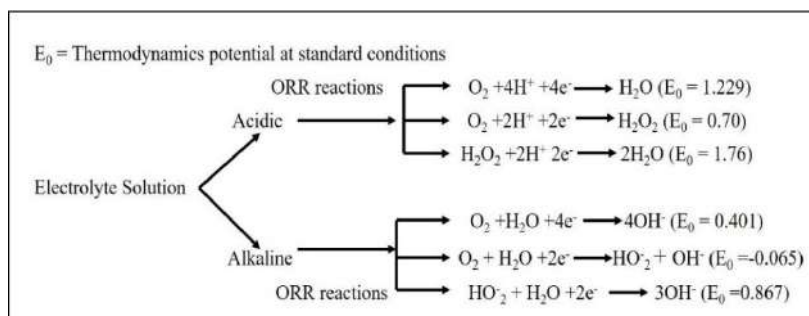 E₀ = Thermodynamics potential at standard conditions
ORR reactions
O₂ +4H⁺ +4e⁻ → H₂O (E₀ = 1.229)
Acidic
O₂ +2H⁺ +2e⁻ → H₂O₂ (E₀ = 0.70)
H₂O₂ +2H⁺ 2e⁻ → 2H₂O (E₀ = 1.76)
Electrolyte Solution
O₂ +H₂O +4e⁻ → 4OH⁻ (E₀ = 0.401)
Alkaline
O₂ + H₂O +2e⁻ → HO⁻₂ + OH⁻ (E₀ =-0.065)
ORR reactions
HO⁻₂ + H₂O +2e⁻ → 3OH⁻ (E₀ =0.867)